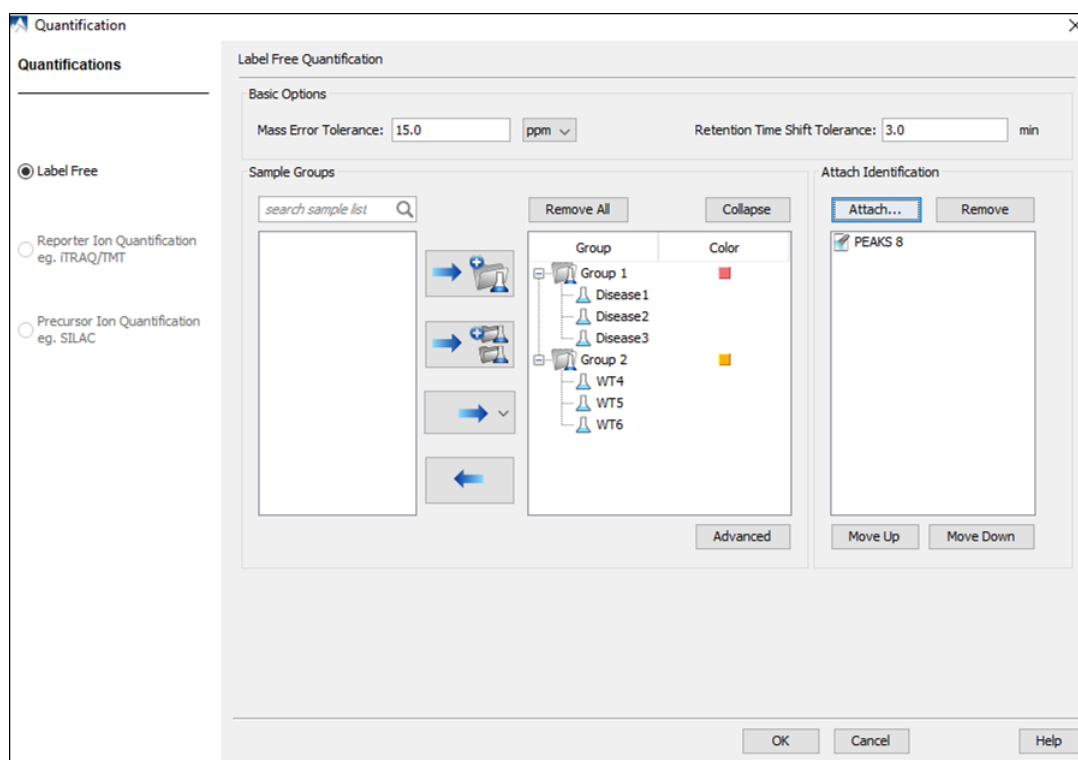 Quantification
Quantifications
Label Free Quantification
Basic Options
Mass Error Tolerance: 15.0 ppm Retention Time Shift Tolerance: 3.0 min
Label Free
Reporter Ion Quantification
eg. iTRAQ/TMT
Precursor Ion Quantification
eg. SILAC
Sample Groups
search sample list
Remove All Collapse
Group Color
Group 1
Disease1
Disease2
Disease3
Group 2
WT4
WT5
WT6
Advanced
Attach Identification
Attach... Remove
PEAKS 8
Move Up Move Down
OK Cancel Help